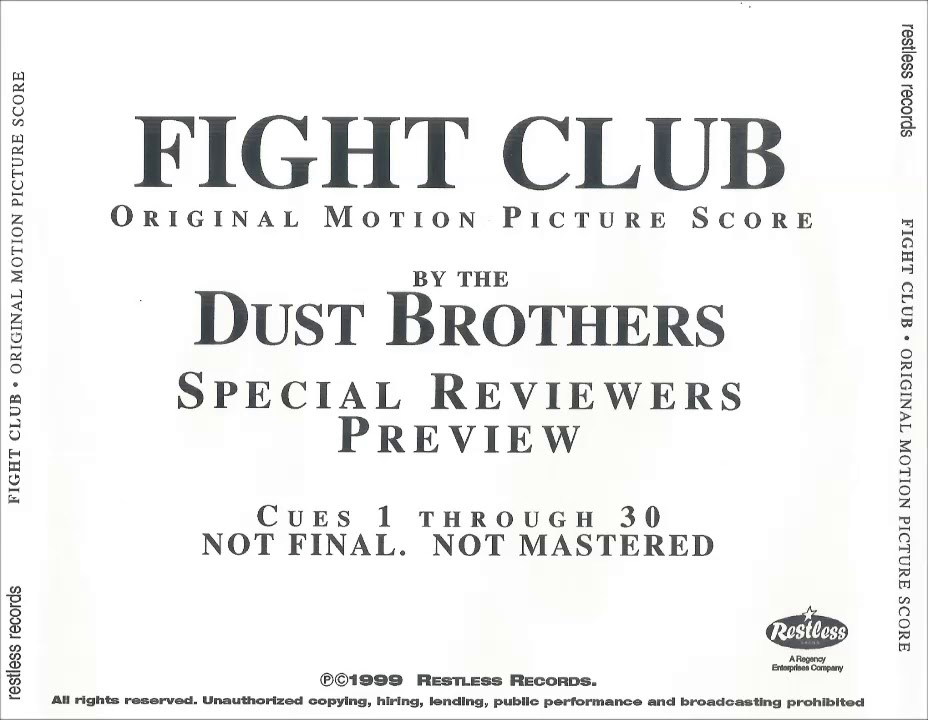 FIGHT CLUB
ORIGINAL MOTION PICTURE SCORE
BY THE
DUST BROTHERS
SPECIAL REVIEWERS
PREVIEW
CUES 1 THROUGH 30
NOT FINAL. NOT MASTERED
Restless
A Regency
Enterprises Company
℗©1999 RESTLESS RECORDS.
All rights reserved. Unauthorized copying, hiring, lending, public performance and broadcasting prohibited
FIGHT CLUB • ORIGINAL MOTION PICTURE SCORE
restless records
restless records
FIGHT CLUB • ORIGINAL MOTION PICTURE SCORE